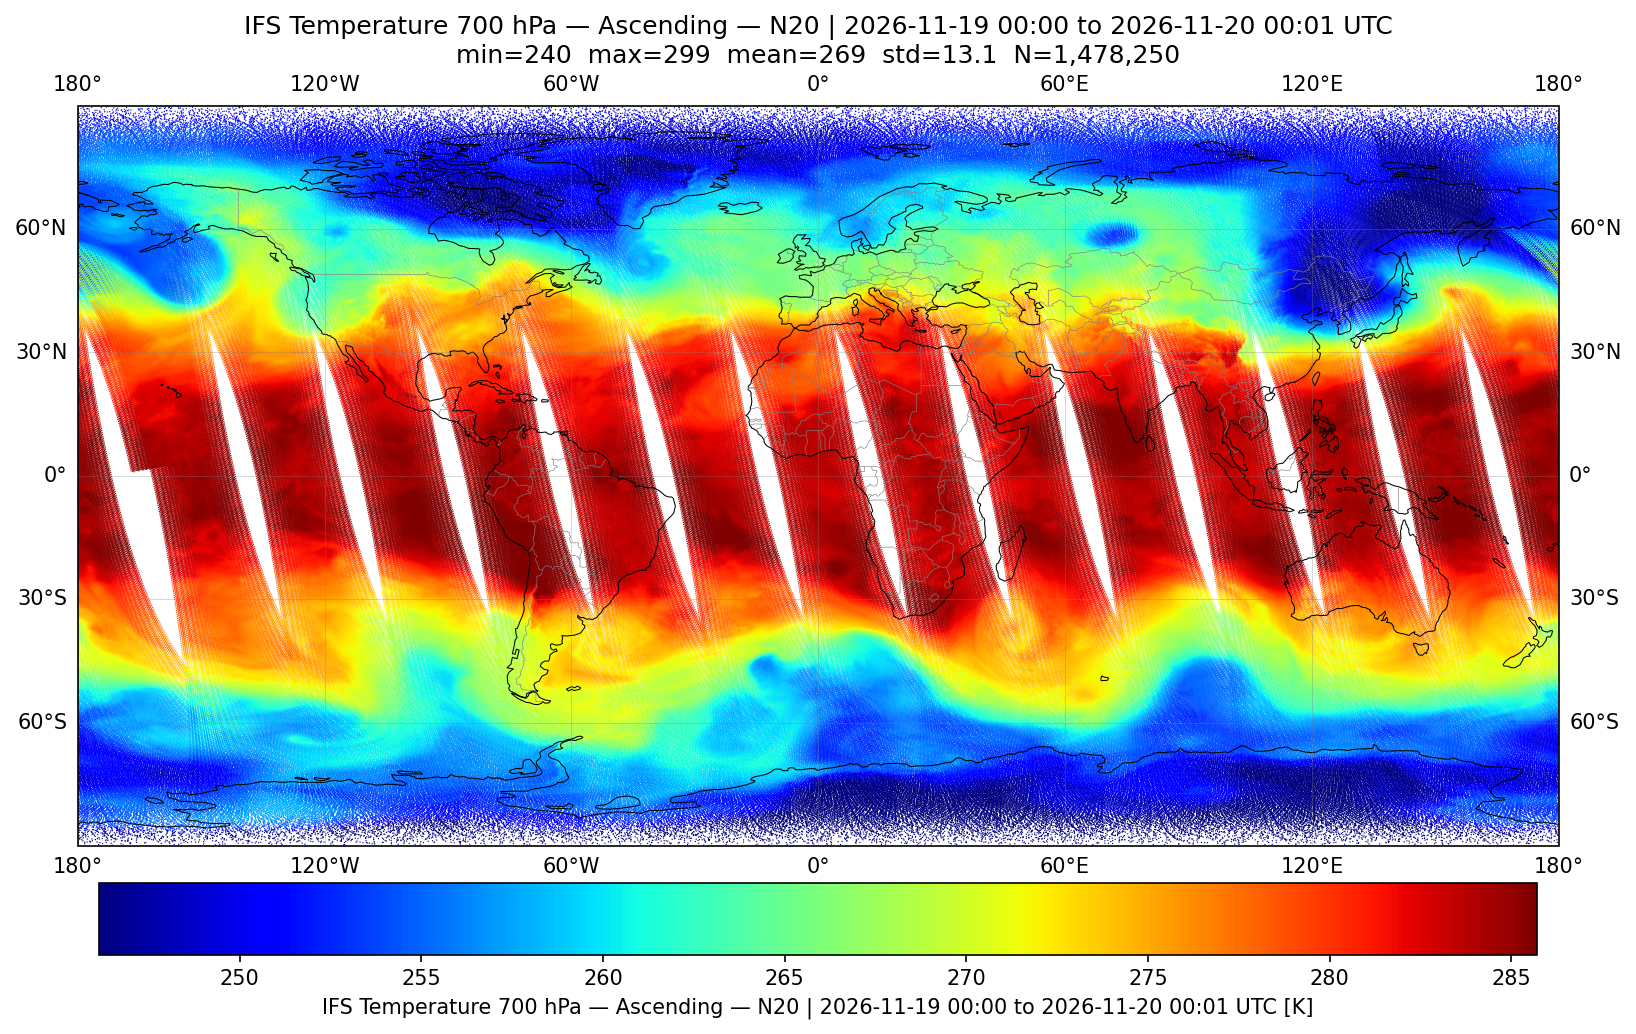 IFS Temperature 700 hPa — Ascending — N20 | 2026-11-19 00:00 to 2026-11-20 00:01 UTC
min=240  max=299  mean=269  std=13.1  N=1,478,250
180° 120°W 60°W 0° 60°E 120°E 180°
60°N 60°N
30°N 30°N
0° 0°
30°S 30°S
60°S 60°S
180° 120°W 60°W 0° 60°E 120°E 180°
250 255 260 265 270 275 280 285
IFS Temperature 700 hPa — Ascending — N20 | 2026-11-19 00:00 to 2026-11-20 00:01 UTC [K]